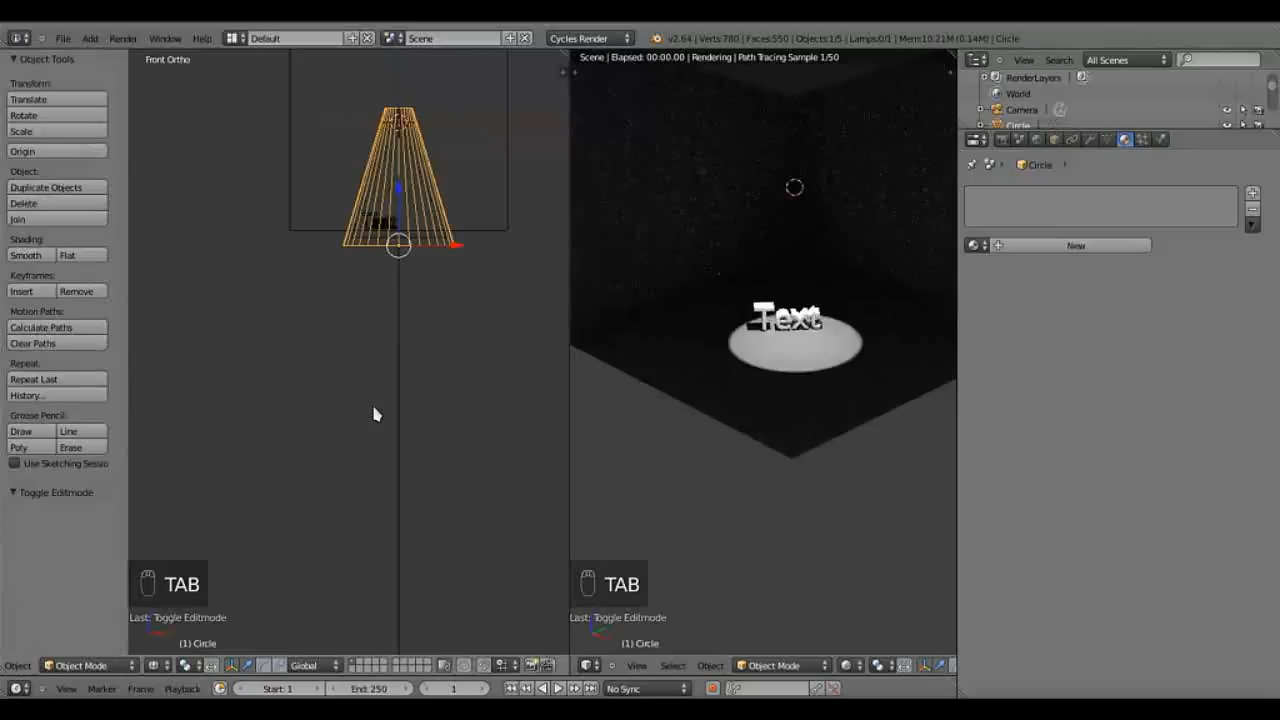 File Add Render Window Help Default Scene Cycles Render v2.64 | Verts:780 | Faces:550 | Objects:1/5 | Lamps:0/1 | Mem:10.21M (0.14M) | Circle
Object Tools
Front Ortho
Scene | Elapsed: 00:00.00 | Rendering | Path Tracing Sample 1/50
View Search All Scenes
Transform:
Translate
Rotate
Scale
Origin
Object:
Duplicate Objects
Delete
Join
Shading:
Smooth Flat
Keyframes:
Insert Remove
Motion Paths:
Calculate Paths
Clear Paths
Repeat:
Repeat Last
History...
Grease Pencil:
Draw Line
Poly Erase
Use Sketching Sessio
Toggle Editmode
Text
RenderLayers
World
Camera
Circle
Circle
New
TAB
Last: Toggle Editmode
(1) Circle
TAB
Last: Toggle Editmode
(1) Circle
Object Object Mode Global
View Select Object Object Mode
View Marker Frame Playback Start: 1 End: 250 1 No Sync